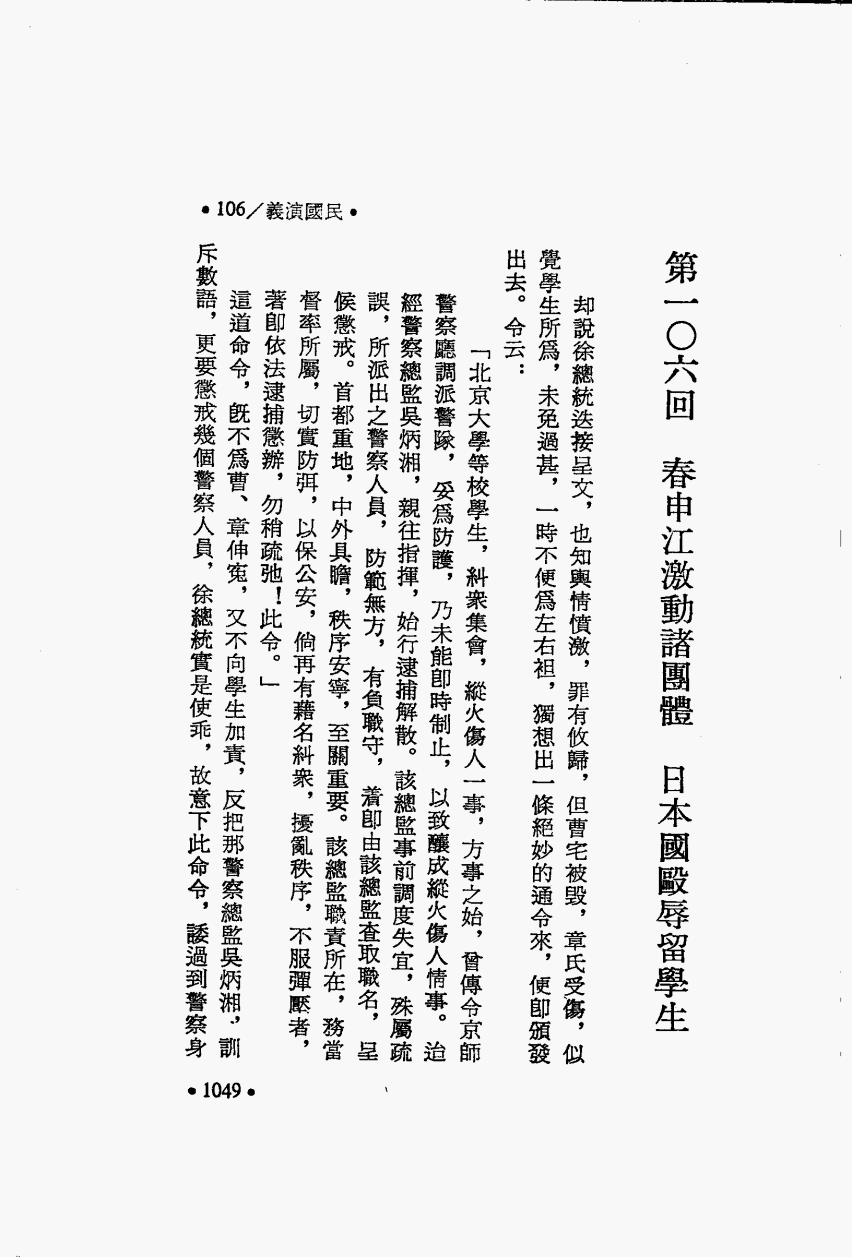 •106/義演國民•
第一〇六回　春申江激動諸團體　日本國毆辱留學生
却說徐總統迭接呈文，也知輿情憤激，罪有攸歸，但曹宅被毀，章氏受傷，似
覺學生所爲，未免過甚，一時不便爲左右袒，獨想出一條絕妙的通令來，便卽頒發
出去。令云：
「北京大學等校學生，糾衆集會，縱火傷人一事，方事之始，曾傳令京師
警察廳調派警隊，妥爲防護，乃未能卽時制止，以致釀成縱火傷人情事。迨
經警察總監吳炳湘，親往指揮，始行逮捕解散。該總監事前調度失宜，殊屬疏
誤，所派出之警察人員，防範無方，有負職守，着卽由該總監查取職名，呈
候懲戒。首都重地，中外具瞻，秩序安寧，至關重要。該總監職責所在，務當
督率所屬，切實防弭，以保公安，倘再有藉名糾衆，擾亂秩序，不服彈壓者，
著卽依法逮捕懲辦，勿稍疏弛！此令。」
這道命令，旣不爲曹、章伸寃，又不向學生加責，反把那警察總監吳炳湘，訓
斥數語，更要懲戒幾個警察人員，徐總統實是使乖，故意下此命令，諉過到警察身
•1049•